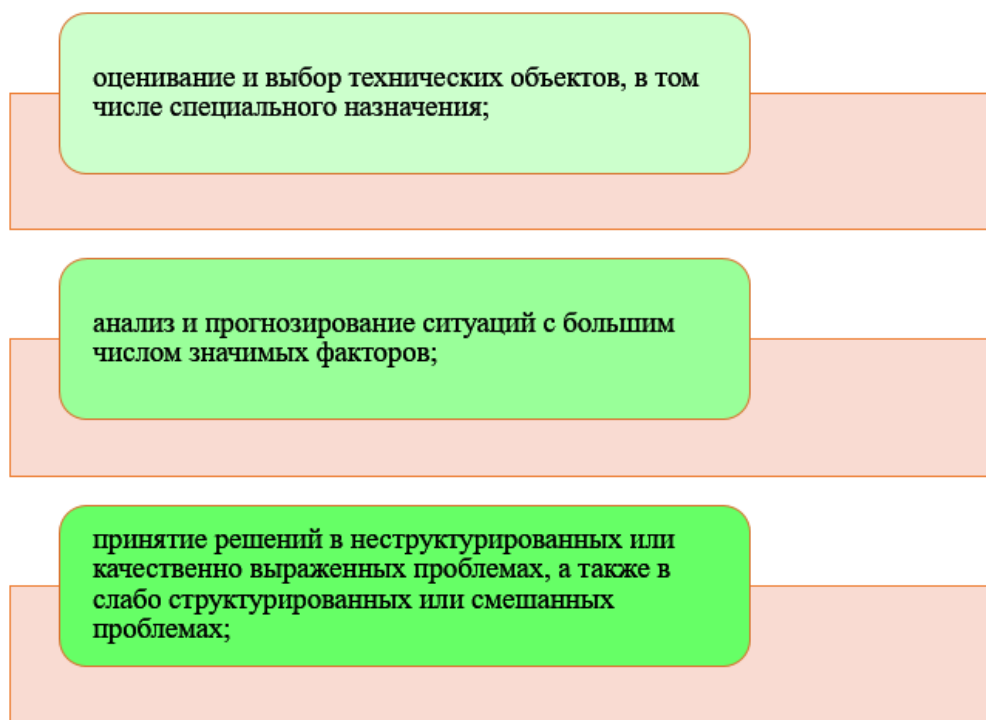 оценивание и выбор технических объектов, в том
числе специального назначения;
анализ и прогнозирование ситуаций с большим
числом значимых факторов;
принятие решений в неструктурированных или
качественно выраженных проблемах, а также в
слабо структурированных или смешанных
проблемах;